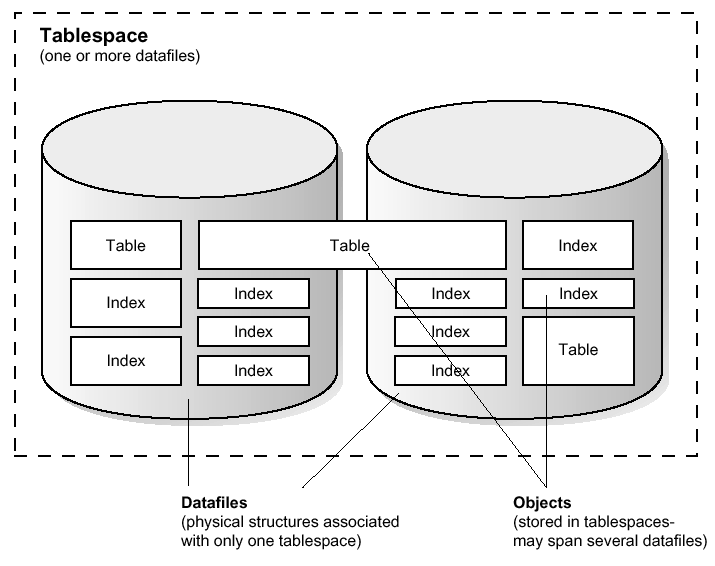 Tablespace
(one or more datafiles)
Table
Table
Index
Index
Index
Index
Index
Index
Index
Index
Table
Index
Index
Index
Datafiles
(physical structures associated
with only one tablespace)
Objects
(stored in tablespaces-
may span several datafiles)